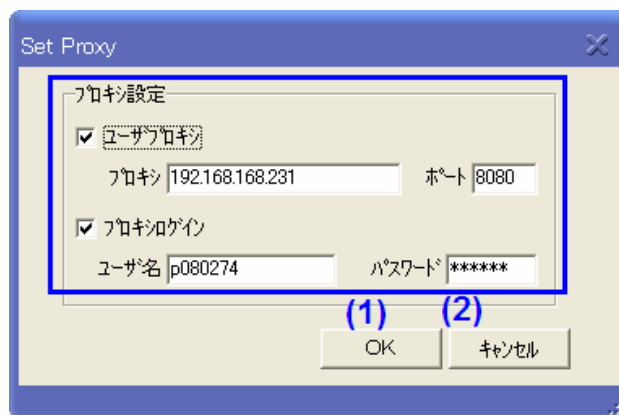 Set Proxy
ﾌﾟﾛｷｼ設定
ﾕｰｻﾞﾌﾟﾛｷｼ
ﾌﾟﾛｷｼ 192.168.168.231 ﾎﾟｰﾄ 8080
ﾌﾟﾛｷｼﾛｸﾞｲﾝ
ﾕｰｻﾞ名 p080274 ﾊﾟｽﾜｰﾄﾞ ******
(1) (2)
OK ｷｬﾝｾﾙ